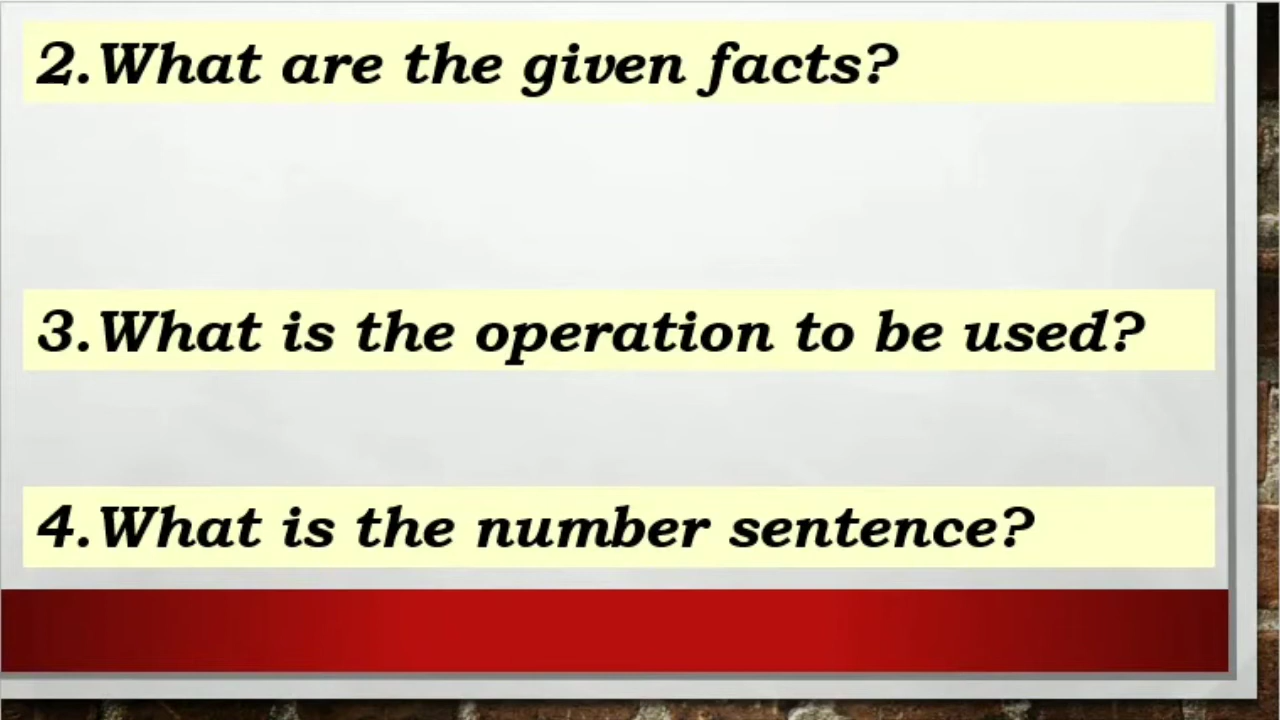 2.What are the given facts?
3.What is the operation to be used?
4.What is the number sentence?